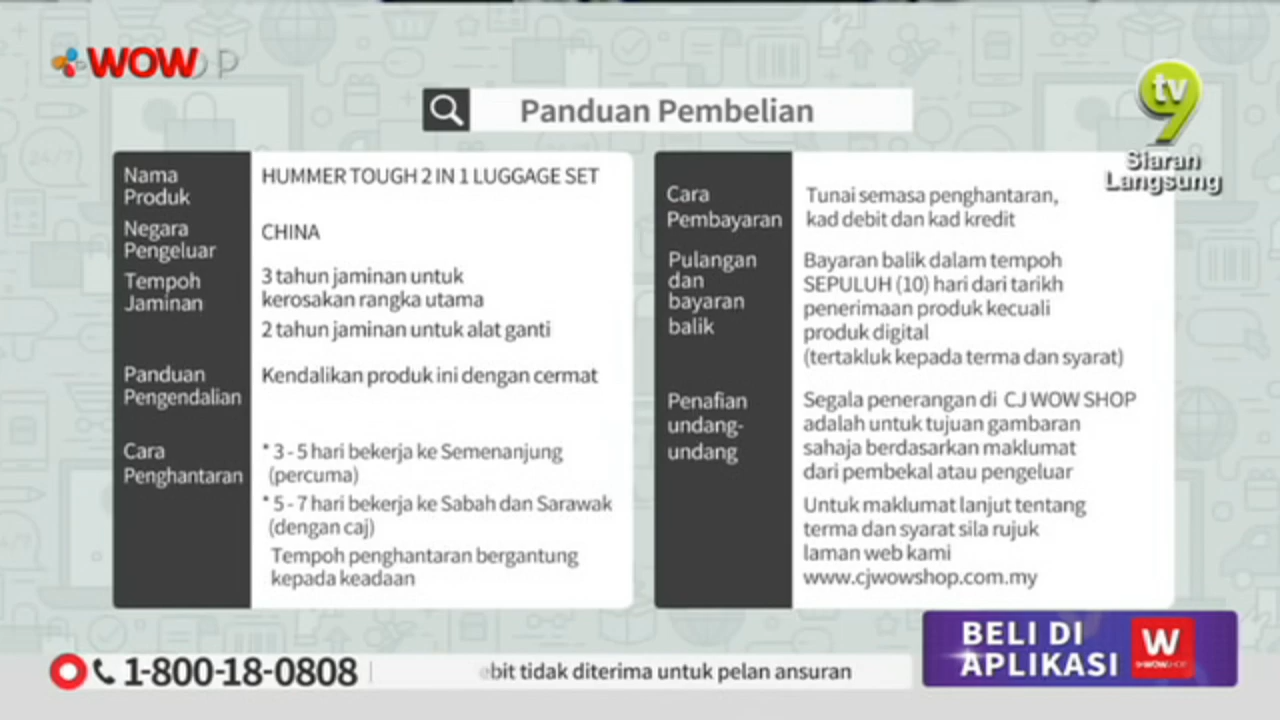 WOW
P
tv
9
Siaran
Langsung
Panduan Pembelian
Nama
Produk
HUMMER TOUGH 2 IN 1 LUGGAGE SET
Negara
Pengeluar
CHINA
Tempoh
Jaminan
3 tahun jaminan untuk
kerosakan rangka utama
2 tahun jaminan untuk alat ganti
Panduan
Pengendalian
Kendalikan produk ini dengan cermat
Cara
Penghantaran
* 3 - 5 hari bekerja ke Semenanjung
(percuma)
* 5 - 7 hari bekerja ke Sabah dan Sarawak
(dengan caj)
Tempoh penghantaran bergantung
kepada keadaan
Cara
Pembayaran
Tunai semasa penghantaran,
kad debit dan kad kredit
Pulangan
dan
bayaran
balik
Bayaran balik dalam tempoh
SEPULUH (10) hari dari tarikh
penerimaan produk kecuali
produk digital
(tertakluk kepada terma dan syarat)
Penafian
undang-
undang
Segala penerangan di CJ WOW SHOP
adalah untuk tujuan gambaran
sahaja berdasarkan maklumat
dari pembekal atau pengeluar
Untuk maklumat lanjut tentang
terma dan syarat sila rujuk
laman web kami
www.cjwowshop.com.my
1-800-18-0808
ebit tidak diterima untuk pelan ansuran
BELI DI
APLIKASI
W
WOWSHOP